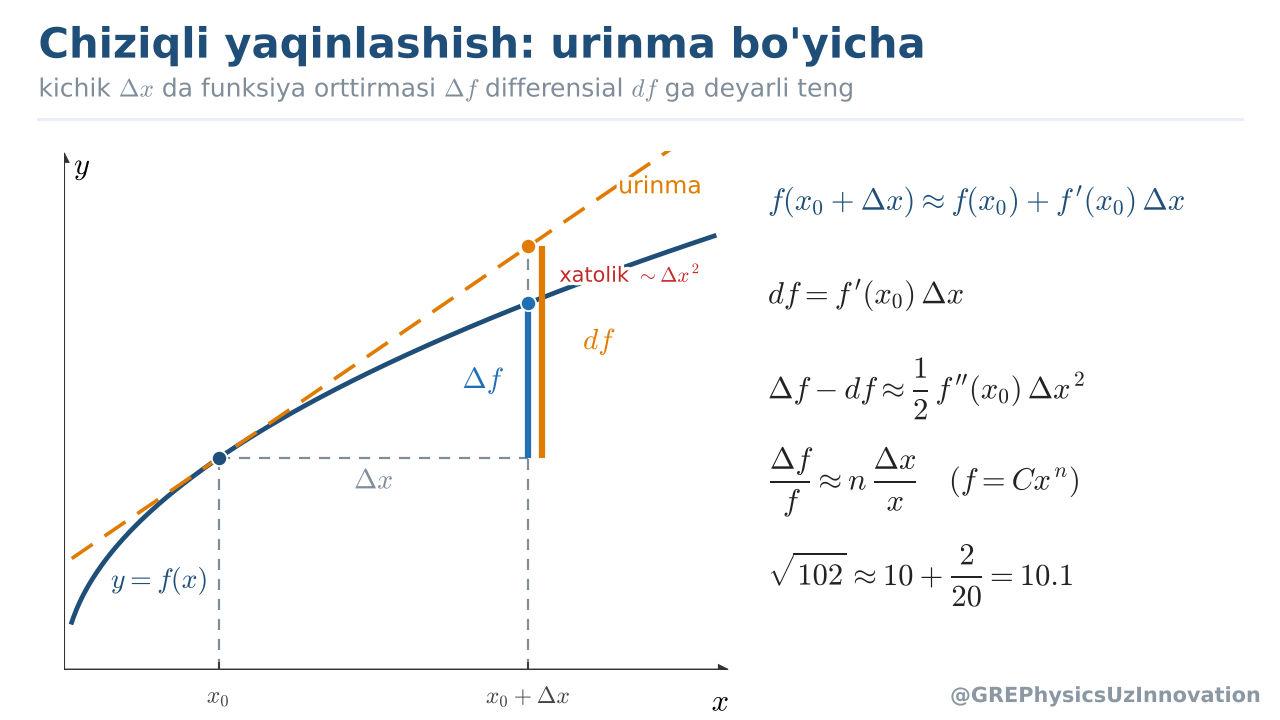 Chiziqli yaqinlashish: urinma bo'yicha
kichik Δx da funksiya orttirmasi Δf differensial df ga deyarli teng
y
urinma
xatolik ~ Δx²
df
Δf
Δx
y = f(x)
x₀
x₀ + Δx
x
f(x₀ + Δx) ≈ f(x₀) + f′(x₀) Δx
df = f′(x₀) Δx
Δf − df ≈ 1/2 f″(x₀) Δx²
Δf/f ≈ n Δx/x (f = Cxⁿ)
√102 ≈ 10 + 2/20 = 10.1
@GREPhysicsUzInnovation